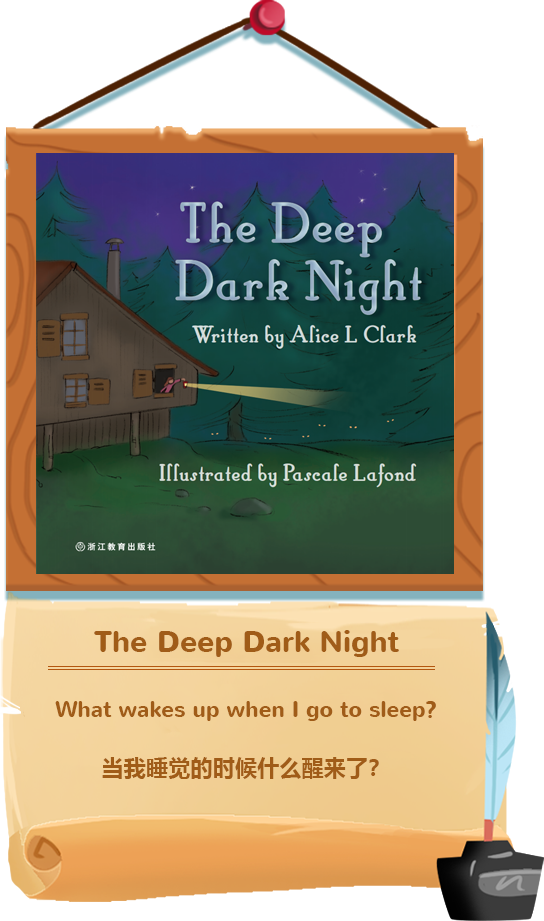 The Deep
Dark Night
Written by Alice L Clark
Illustrated by Pascale Lafond
浙江教育出版社
The Deep Dark Night
What wakes up when I go to sleep?
当我睡觉的时候什么醒来了?